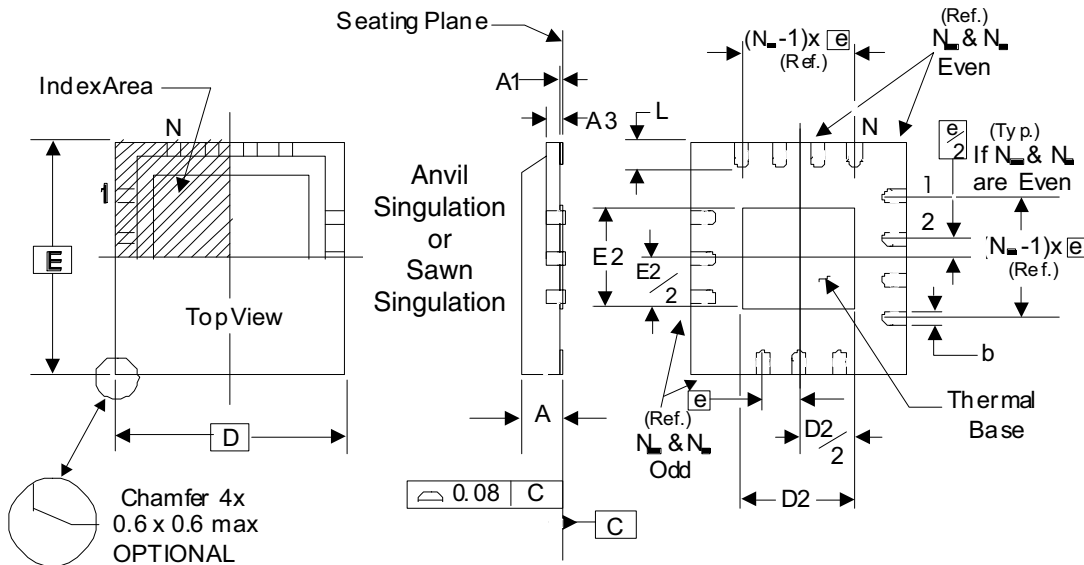 Seating Plane
IndexArea
N
1
E
TopView
D
Chamfer 4x
0.6 x 0.6 max
OPTIONAL
A1
A3
L
Anvil
Singulation
or
Sawn
Singulation
A
0.08 C
C
(N -1)x e
(Ref.)
(Ref.)
N & N
Even
N
e/2
(Typ.)
If N & N
are Even
1
2
(N -1)x e
(Ref.)
E2
E2/2
b
e
(Ref.)
N & N
Odd
D2/2
D2
Thermal
Base